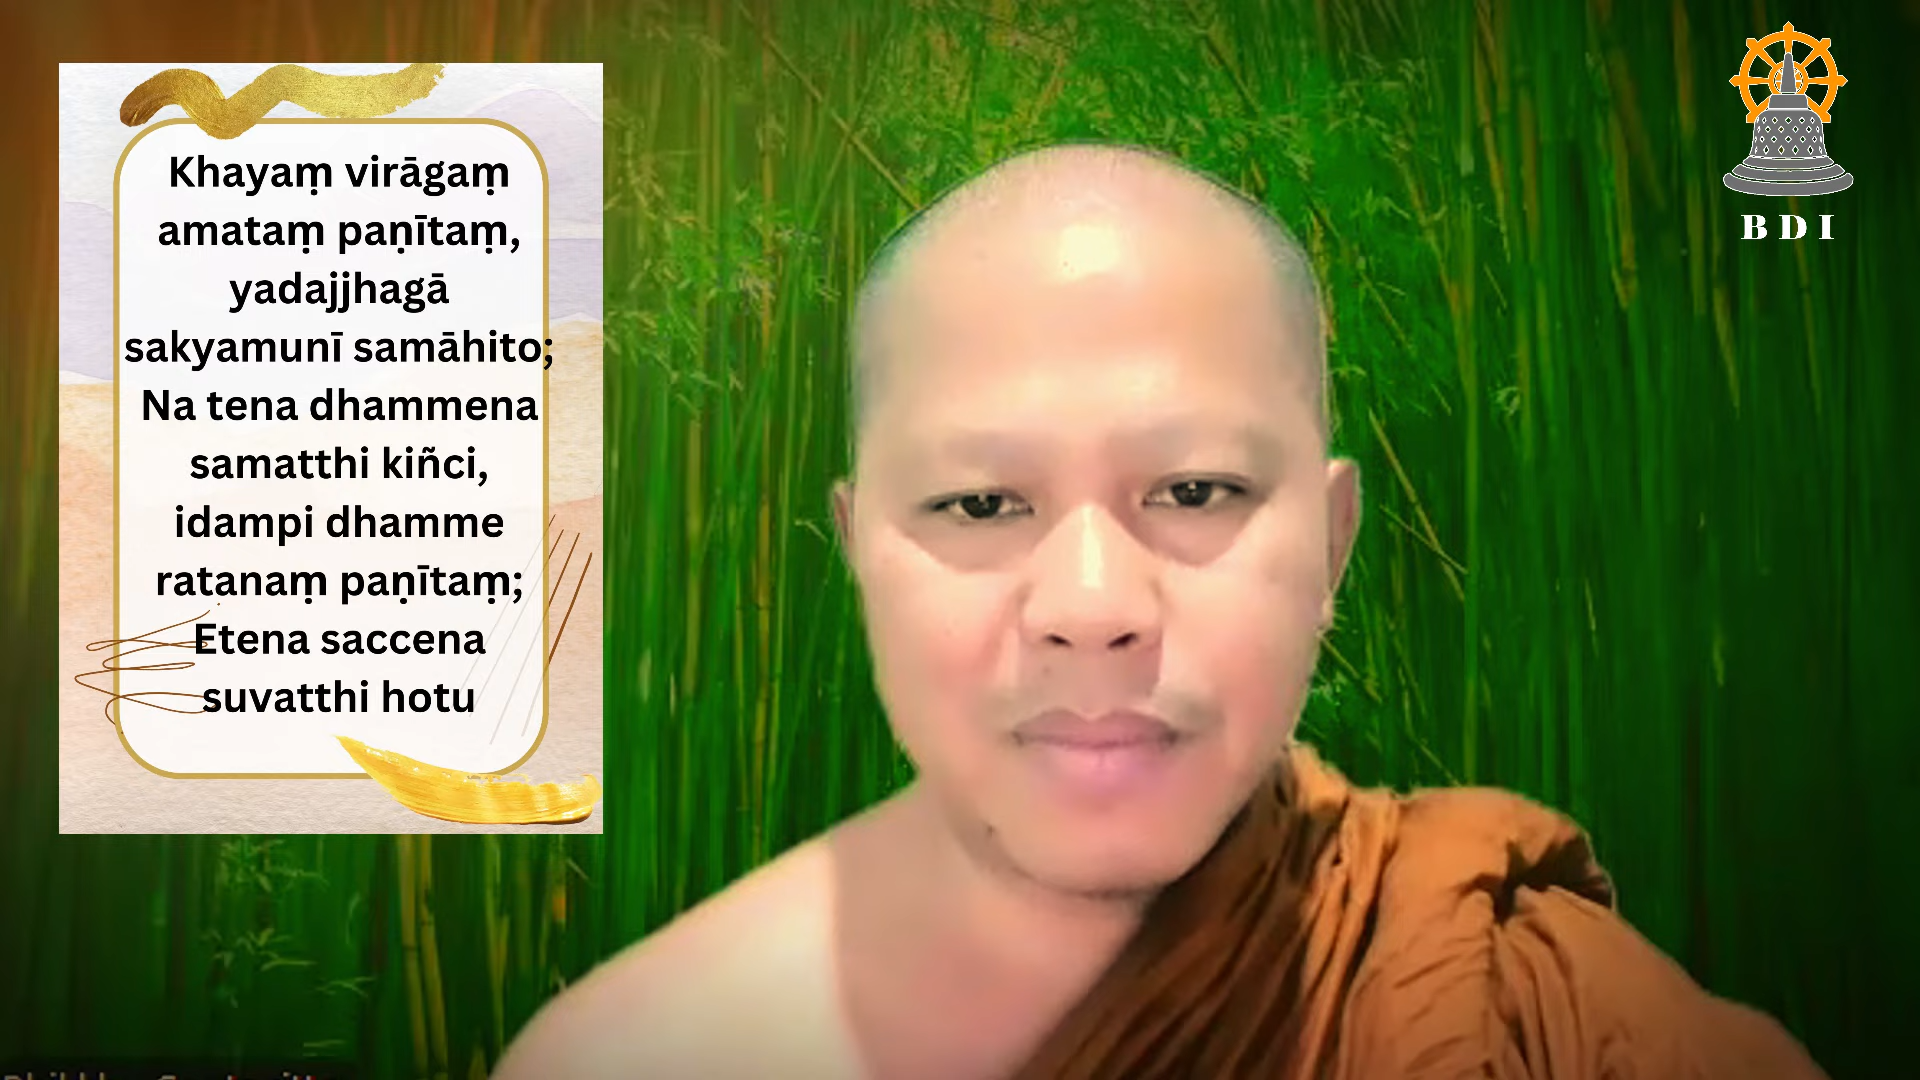 Khayaṃ virāgaṃ
amataṃ paṇītaṃ,
yadajjhagā
sakyamunī samāhito;
Na tena dhammena
samatthi kiñci,
idampi dhamme
ratanaṃ paṇītaṃ;
Etena saccena
suvatthi hotu
BDI